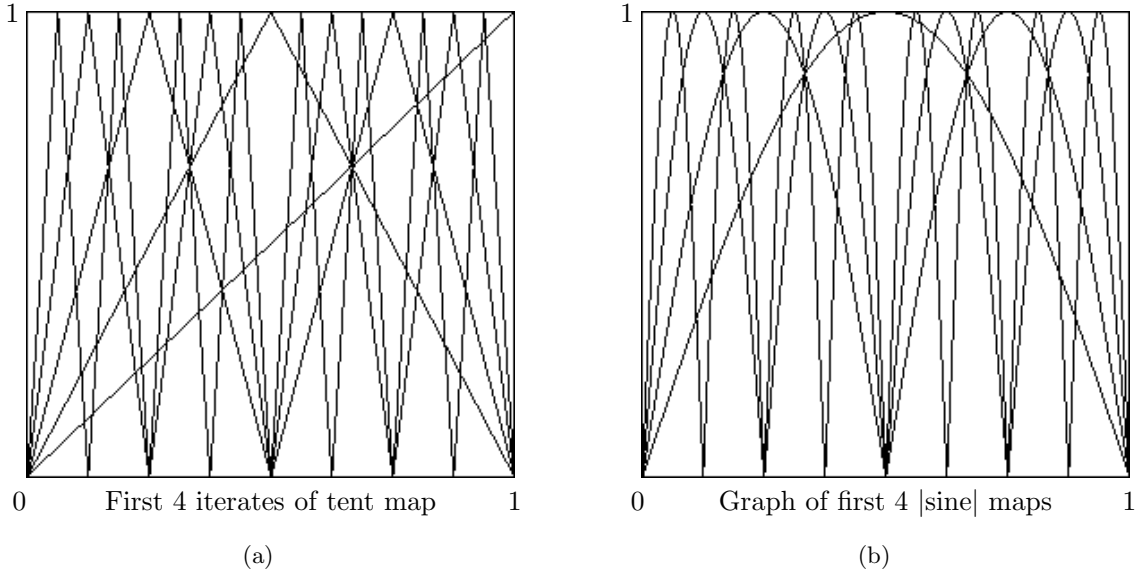 1
0 First 4 iterates of tent map 1
(a)
1
0 Graph of first 4 |sine| maps 1
(b)